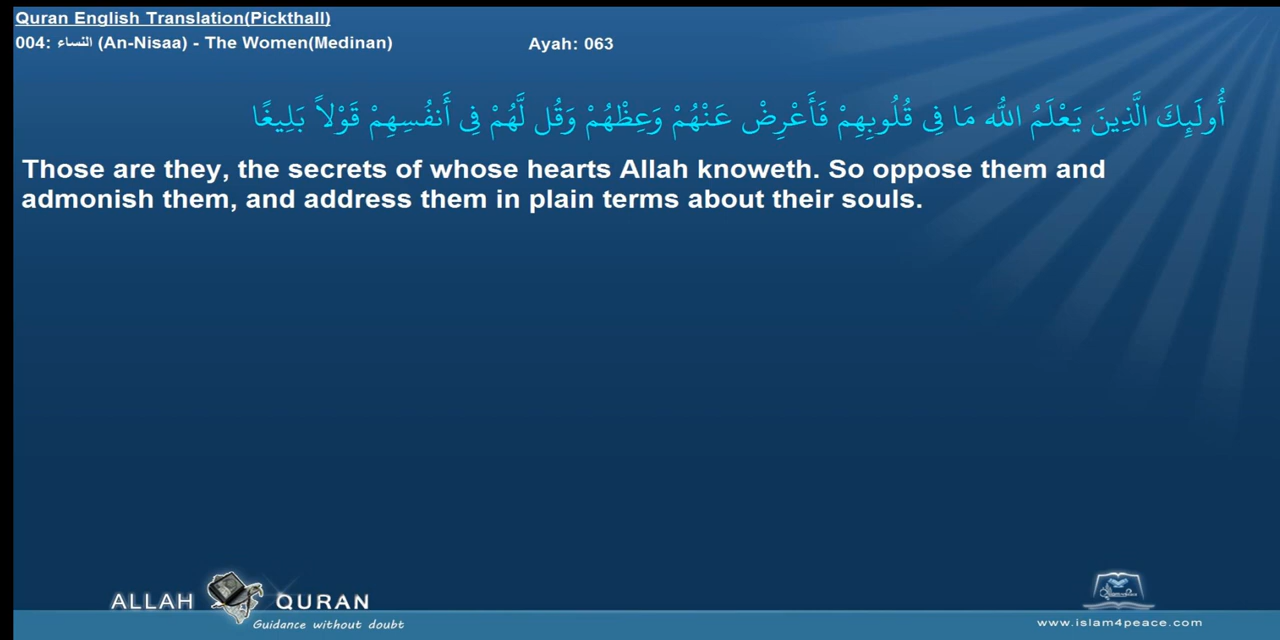 Quran English Translation(Pickthall)
004: النساء (An-Nisaa) - The Women(Medinan)
Ayah: 063
أُولَـٰئِكَ الَّذِينَ يَعْلَمُ اللَّهُ مَا فِي قُلُوبِهِمْ فَأَعْرِضْ عَنْهُمْ وَعِظْهُمْ وَقُل لَّهُمْ فِي أَنفُسِهِمْ قَوْلاً بَلِيغًا
Those are they, the secrets of whose hearts Allah knoweth. So oppose them and
admonish them, and address them in plain terms about their souls.
ALLAH QURAN
Guidance without doubt
www.islam4peace.com